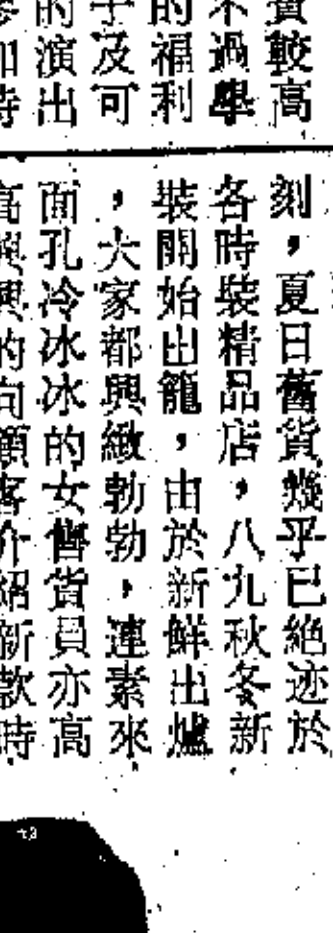 費較高
不過學
的福利
子及可
的演出
參加時
刻，夏日舊貨幾乎已絕迹於
各時裝精品店，八九秋冬新
裝開始出籠，由於新鮮出爐
，大家都興緻勃勃，連素來
面孔冷冰冰的女售貨員亦高
高興興的向顧客介紹新款時